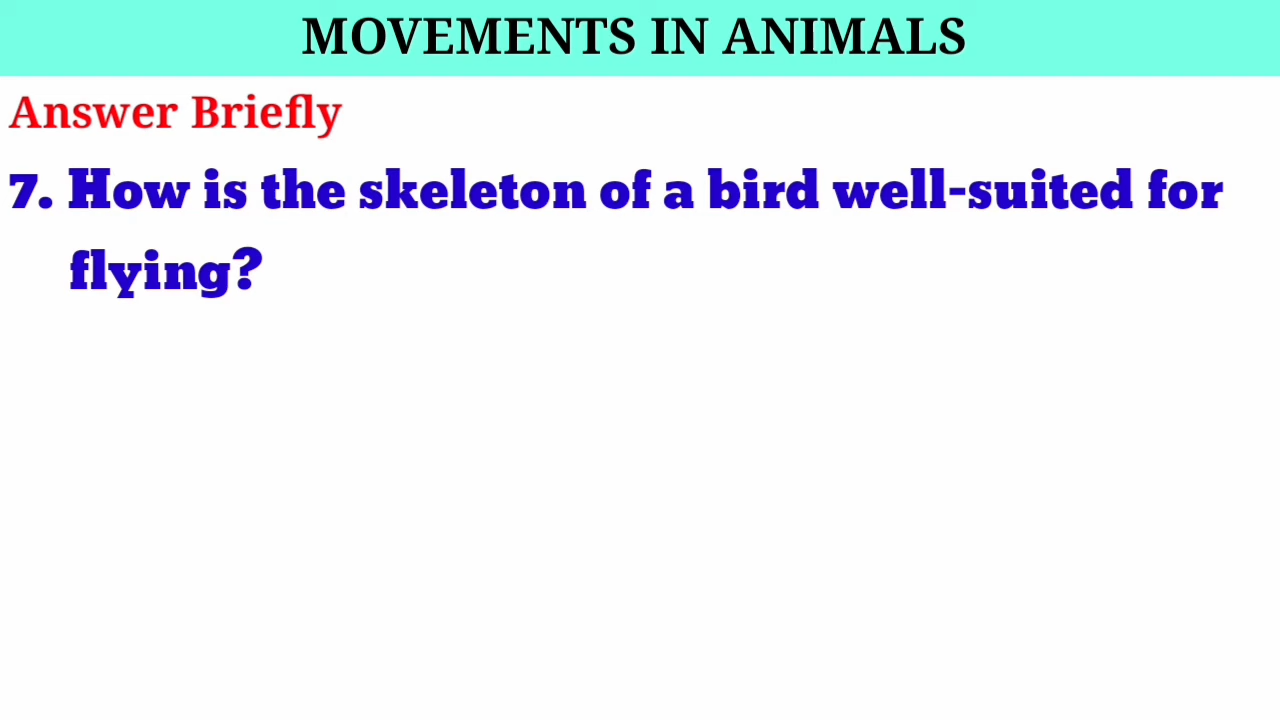 MOVEMENTS IN ANIMALS
Answer Briefly
7. How is the skeleton of a bird well-suited for
flying?